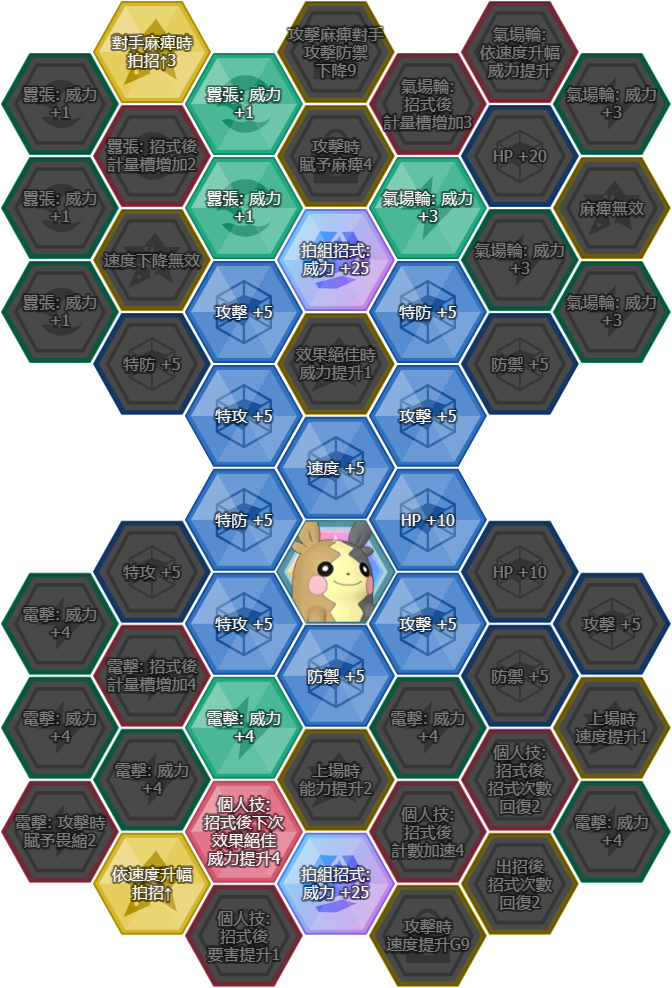 對手麻痺時
拍招↑3
攻擊麻痺對手
攻擊防禦
下降9
氣場輪:
依速度升幅
威力提升
囂張: 威力
+1
囂張: 威力
+1
氣場輪:
招式後
計量槽增加3
氣場輪: 威力
+3
囂張: 招式後
計量槽增加2
攻擊時
賦予麻痺4
HP +20
囂張: 威力
+1
囂張: 威力
+1
氣場輪: 威力
+3
麻痺無效
速度下降無效
拍組招式:
威力 +25
氣場輪: 威力
+3
囂張: 威力
+1
攻擊 +5
特防 +5
氣場輪: 威力
+3
特防 +5
效果絕佳時
威力提升1
防禦 +5
特攻 +5
攻擊 +5
速度 +5
特防 +5
HP +10
特攻 +5
HP +10
電擊: 威力
+4
特攻 +5
攻擊 +5
攻擊 +5
電擊: 招式後
計量槽增加4
防禦 +5
防禦 +5
電擊: 威力
+4
電擊: 威力
+4
電擊: 威力
+4
上場時
速度提升1
電擊: 威力
+4
上場時
能力提升2
個人技:
招式後
招式次數
回復2
電擊: 攻擊時
賦予畏縮2
個人技:
招式後下次
效果絕佳
威力提升4
個人技:
招式後
計數加速4
電擊: 威力
+4
依速度升幅
拍招↑
拍組招式:
威力 +25
出招後
招式次數
回復2
個人技:
招式後
要害提升1
攻擊時
速度提升G9